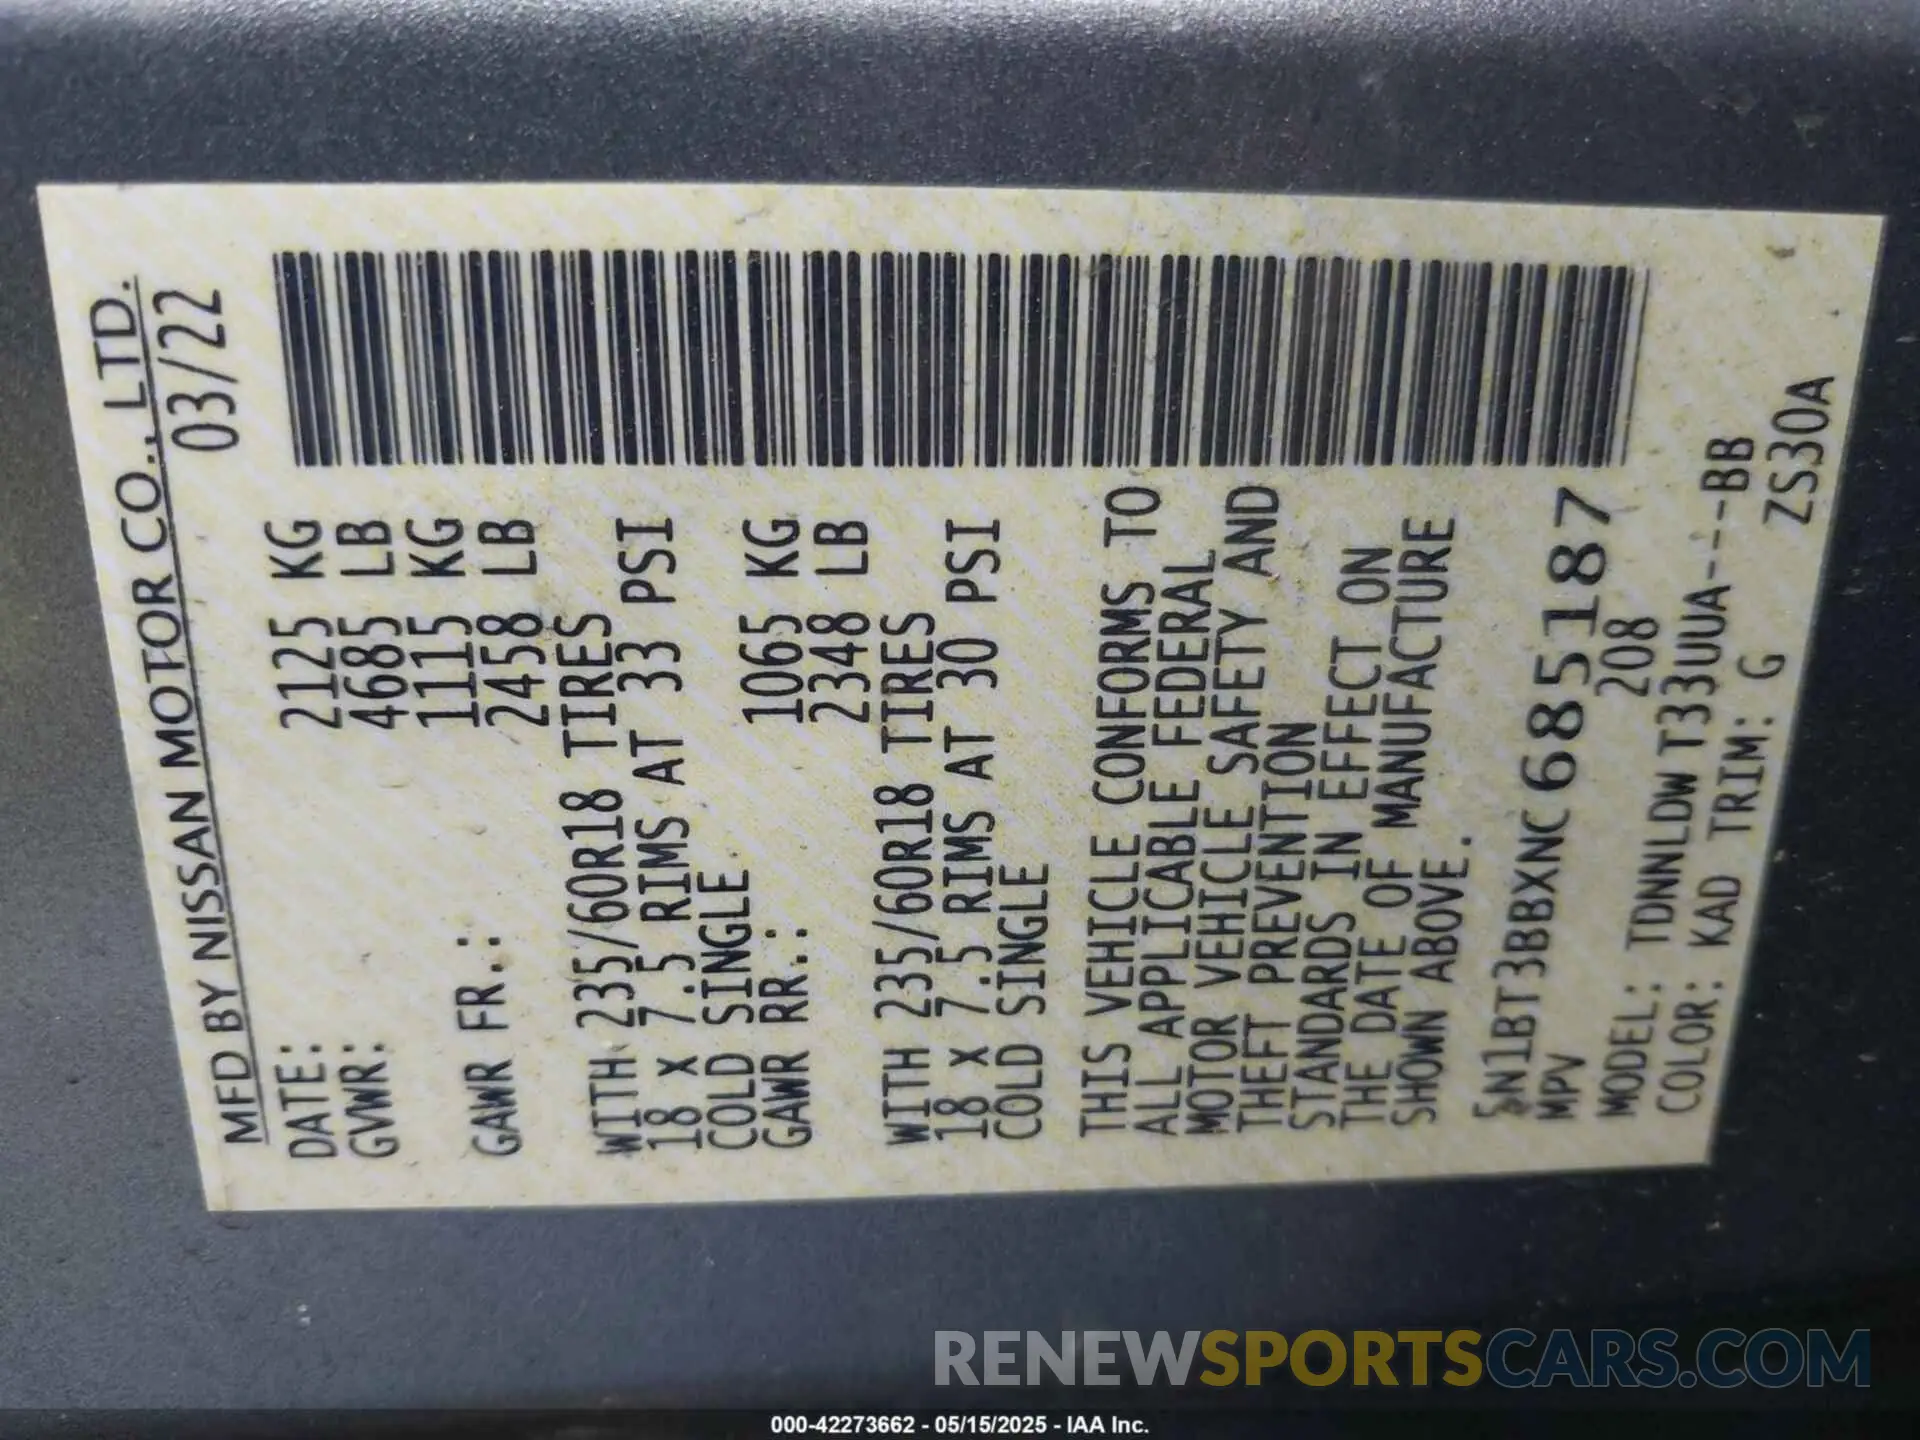 MFD BY NISSAN MOTOR CO., LTD.
DATE: 03/22
GVWR: 2125 KG
4685 LB
GAWR FR.: 1115 KG
2458 LB
WITH 235/60R18 TIRES
18 X 7.5 RIMS AT 33 PSI
COLD SINGLE
GAWR RR.: 1065 KG
2348 LB
WITH 235/60R18 TIRES
18 X 7.5 RIMS AT 30 PSI
COLD SINGLE
THIS VEHICLE CONFORMS TO
ALL APPLICABLE FEDERAL
MOTOR VEHICLE SAFETY AND
THEFT PREVENTION
STANDARDS IN EFFECT ON
THE DATE OF MANUFACTURE
SHOWN ABOVE.
5N1BT3BBXNC685187
MPV 208
MODEL: TDNNLDWT33UUA---BB
COLOR: KAD TRIM: G ZS30A
RENEWSPORTSCARS.COM
000-42273662 - 05/15/2025 - IAA Inc.